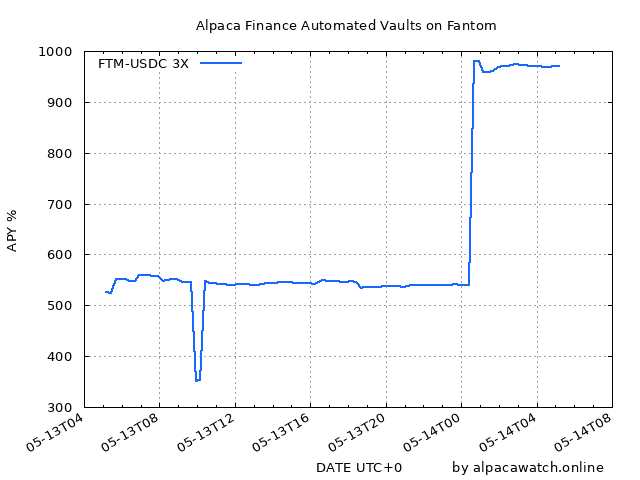 Alpaca Finance Automated Vaults on Fantom
FTM-USDC 3X
1000
900
800
700
600
500
400
300
APY %
05-13T04
05-13T08
05-13T12
05-13T16
05-13T20
05-14T00
05-14T04
05-14T08
DATE UTC+0
by alpacawatch.online